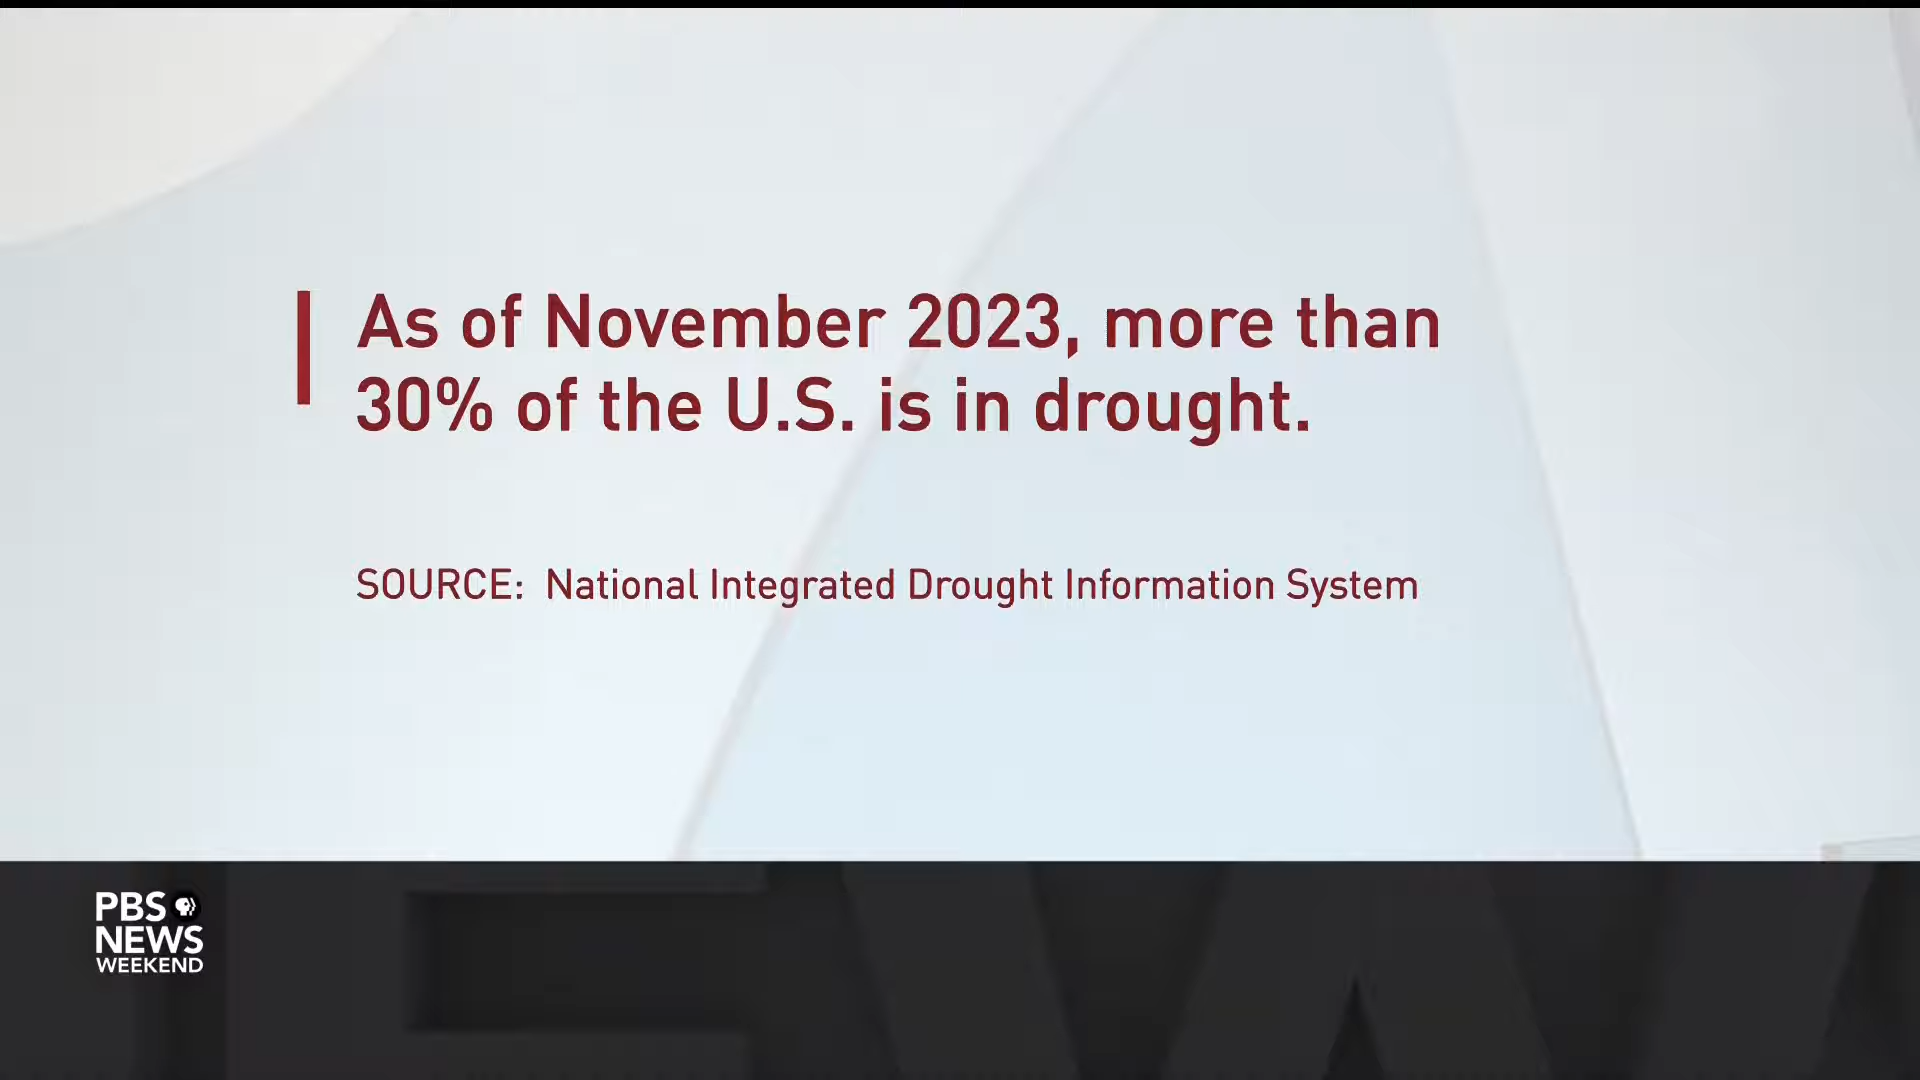 As of November 2023, more than
30% of the U.S. is in drought.
SOURCE: National Integrated Drought Information System
PBS
NEWS
WEEKEND